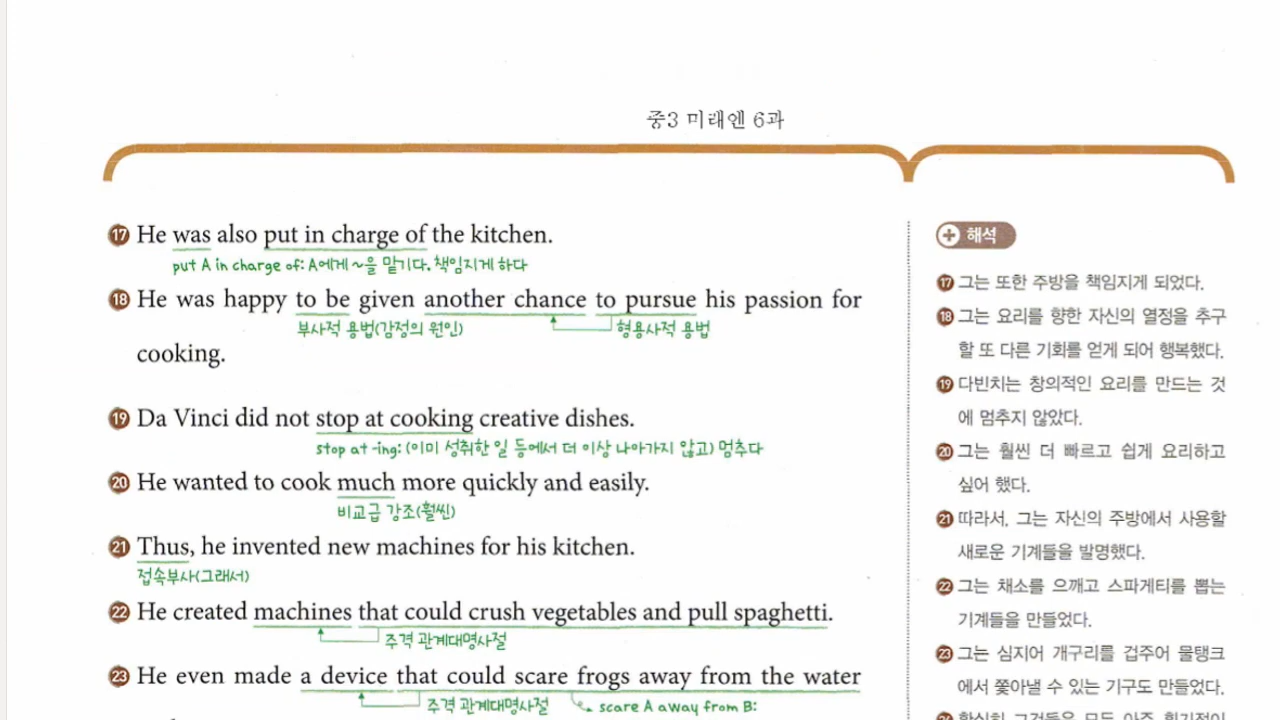 중3 미래엔 6과
⑰ He was also put in charge of the kitchen.
put A in charge of: A에게 ~을 맡기다, 책임지게 하다
⑱ He was happy to be given another chance to pursue his passion for
부사적 용법(감정의 원인) 형용사적 용법
cooking.
⑲ Da Vinci did not stop at cooking creative dishes.
stop at -ing: (이미 성취한 일 등에서 더 이상 나아가지 않고) 멈추다
⑳ He wanted to cook much more quickly and easily.
비교급 강조(훨씬)
㉑ Thus, he invented new machines for his kitchen.
접속부사(그래서)
㉒ He created machines that could crush vegetables and pull spaghetti.
주격 관계대명사절
㉓ He even made a device that could scare frogs away from the water
주격 관계대명사절 scare A away from B:
해석
⑰ 그는 또한 주방을 책임지게 되었다.
⑱ 그는 요리를 향한 자신의 열정을 추구
할 또 다른 기회를 얻게 되어 행복했다.
⑲ 다빈치는 창의적인 요리를 만드는 것
에 멈추지 않았다.
⑳ 그는 훨씬 더 빠르고 쉽게 요리하고
싶어 했다.
㉑ 따라서, 그는 자신의 주방에서 사용할
새로운 기계들을 발명했다.
㉒ 그는 채소를 으깨고 스파게티를 뽑는
기계들을 만들었다.
㉓ 그는 심지어 개구리를 겁주어 물탱크
에서 쫓아낼 수 있는 기구도 만들었다.